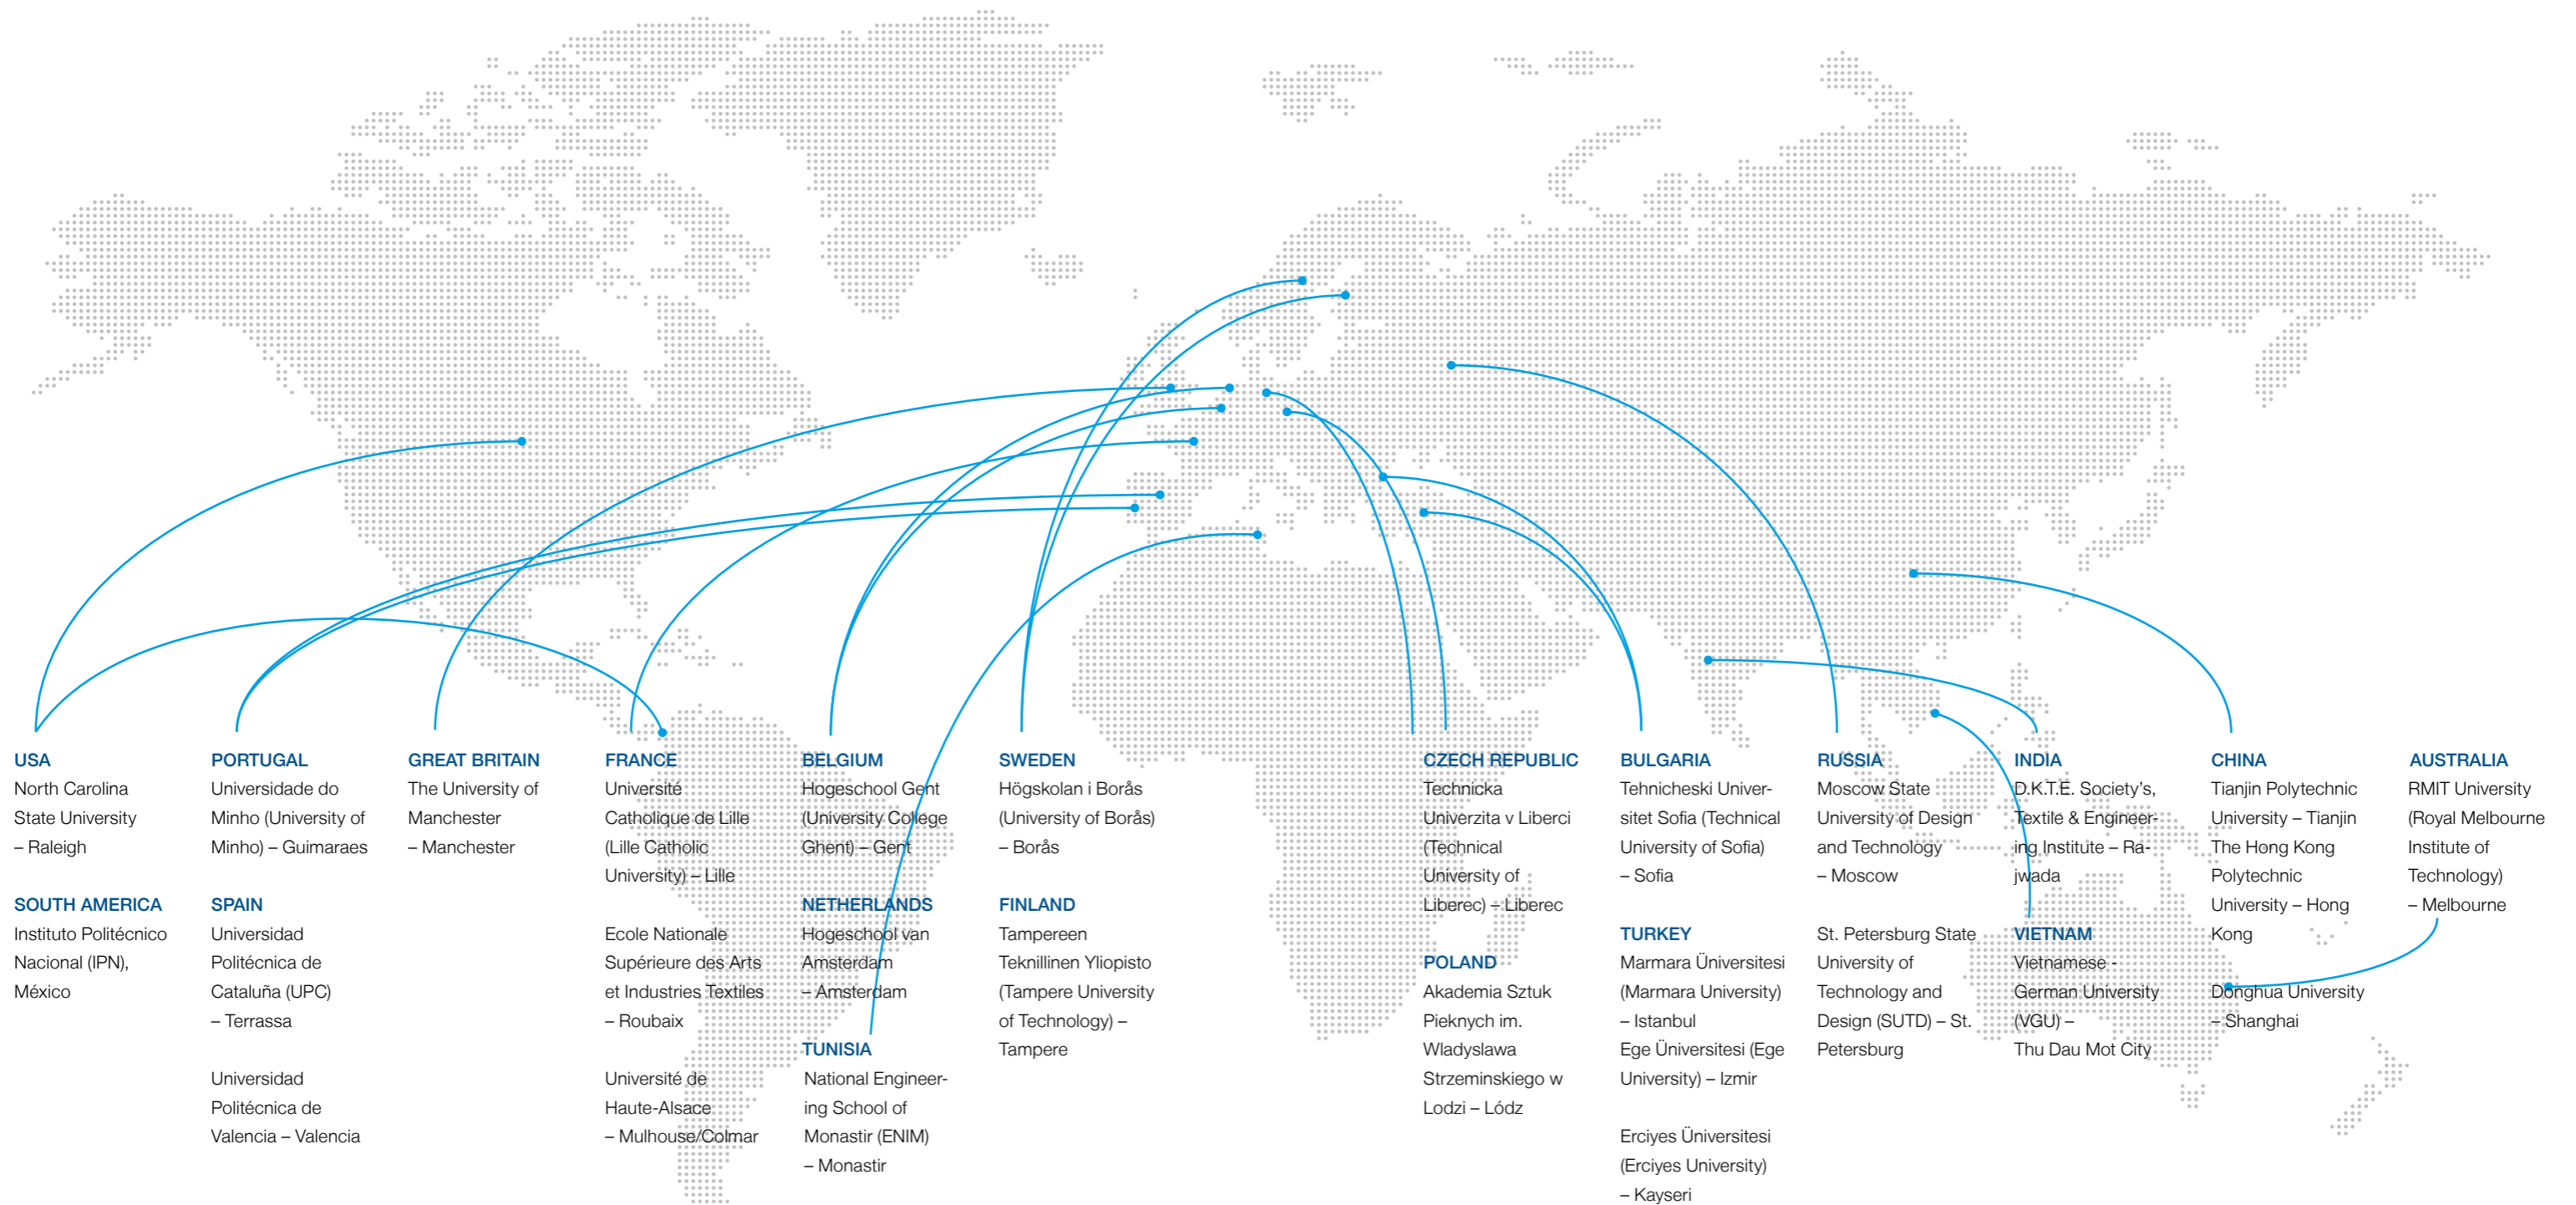 USA
North Carolina
State University
– Raleigh
SOUTH AMERICA
Instituto Politécnico
Nacional (IPN),
México
PORTUGAL
Universidade do
Minho (University of
Minho) – Guimaraes
SPAIN
Universidad
Politécnica de
Cataluña (UPC)
– Terrassa
Universidad
Politécnica de
Valencia – Valencia
GREAT BRITAIN
The University of
Manchester
– Manchester
FRANCE
Université
Catholique de Lille
(Lille Catholic
University) – Lille
Ecole Nationale
Supérieure des Arts
et Industries Textiles
– Roubaix
Université de
Haute-Alsace
– Mulhouse/Colmar
BELGIUM
Hogeschool Gent
(University College
Ghent) – Gent
NETHERLANDS
Hogeschool van
Amsterdam
– Amsterdam
TUNISIA
National Engineer-
ing School of
Monastir (ENIM)
– Monastir
SWEDEN
Högskolan i Borås
(University of Borås)
– Borås
FINLAND
Tampereen
Teknillinen Yliopisto
(Tampere University
of Technology) –
Tampere
CZECH REPUBLIC
Technicka
Univerzita v Liberci
(Technical
University of
Liberec) – Liberec
POLAND
Akademia Sztuk
Pieknych im.
Wladyslawa
Strzeminskiego w
Lodzi – Lódz
BULGARIA
Tehnicheski Univer-
sitet Sofia (Technical
University of Sofia)
– Sofia
TURKEY
Marmara Üniversitesi
(Marmara University)
– Istanbul
Ege Üniversitesi (Ege
University) – Izmir
Erciyes Üniversitesi
(Erciyes University)
– Kayseri
RUSSIA
Moscow State
University of Design
and Technology
– Moscow
St. Petersburg State
University of
Technology and
Design (SUTD) – St.
Petersburg
INDIA
D.K.T.E. Society's,
Textile & Engineer-
ing Institute – Ra-
jwada
VIETNAM
Vietnamese -
German University
(VGU) –
Thu Dau Mot City
CHINA
Tianjin Polytechnic
University – Tianjin
The Hong Kong
Polytechnic
University – Hong
Kong
Donghua University
– Shanghai
AUSTRALIA
RMIT University
(Royal Melbourne
Institute of
Technology)
– Melbourne